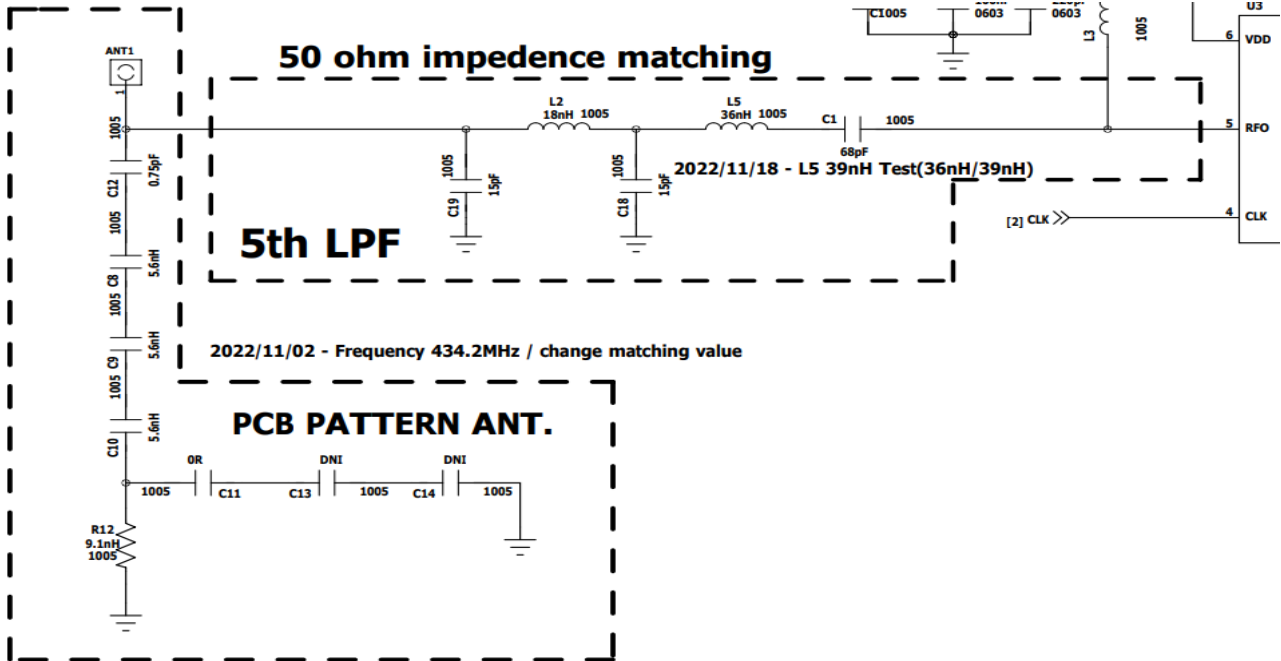 C1005
0603
0603
L3
1005
U3
6 VDD
ANT1
1
50 ohm impedence matching
L2
18nH 1005
L5
36nH 1005
C1
1005
68pF
5 RFO
1005
C12
0.75pF
1005
C19
15pF
1005
C18
15pF
2022/11/18 - L5 39nH Test(36nH/39nH)
[2] CLK
4 CLK
5th LPF
1005
C8
5.6nH
1005
C9
5.6nH
1005
C10
5.6nH
2022/11/02 - Frequency 434.2MHz / change matching value
PCB PATTERN ANT.
0R
DNI
DNI
1005
C11
C13
1005
C14
1005
R12
9.1nH
1005